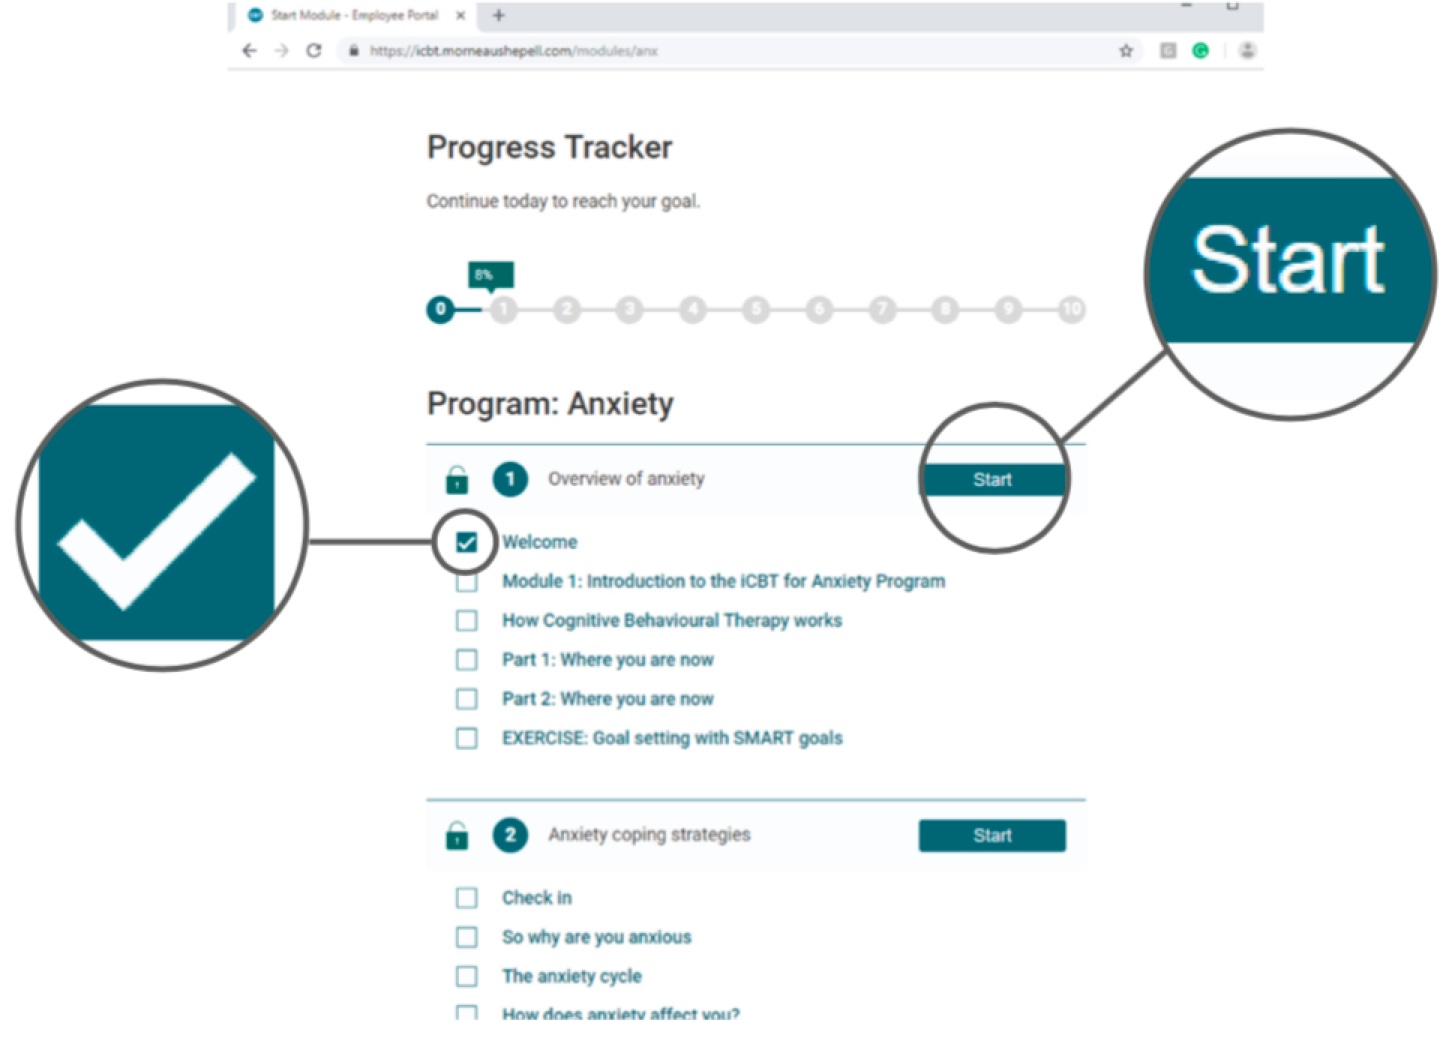 Start Module - Employee Portal
https://icbt.morneaushepell.com/modules/anx
Progress Tracker
Continue today to reach your goal.
8%
0 1 2 3 4 5 6 7 8 9 10
Start
Program: Anxiety
1 Overview of anxiety Start
Welcome
Module 1: Introduction to the iCBT for Anxiety Program
How Cognitive Behavioural Therapy works
Part 1: Where you are now
Part 2: Where you are now
EXERCISE: Goal setting with SMART goals
2 Anxiety coping strategies Start
Check in
So why are you anxious
The anxiety cycle
How does anxiety affect you?